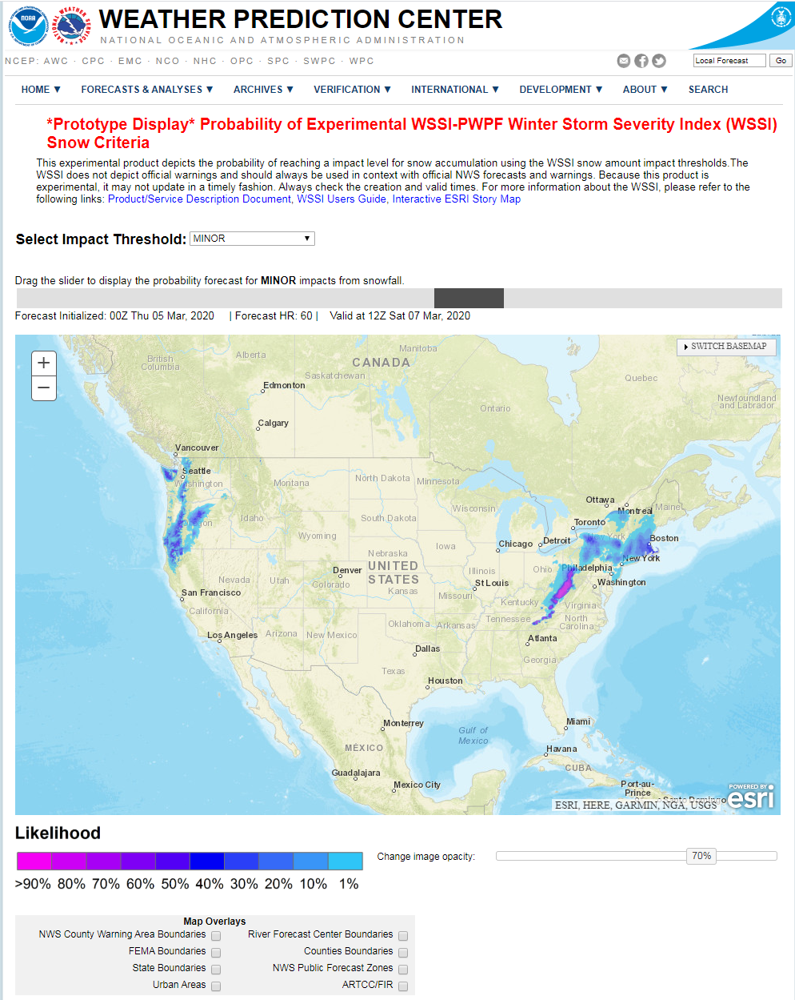 NOAA
WEATHER PREDICTION CENTER
NATIONAL OCEANIC AND ATMOSPHERIC ADMINISTRATION
NCEP: AWC · CPC · EMC · NCO · NHC · OPC · SPC · SWPC · WPC
Local Forecast Go
HOME ▼ FORECASTS & ANALYSES ▼ ARCHIVES ▼ VERIFICATION ▼ INTERNATIONAL ▼ DEVELOPMENT ▼ ABOUT ▼ SEARCH
*Prototype Display* Probability of Experimental WSSI-PWPF Winter Storm Severity Index (WSSI)
Snow Criteria
This experimental product depicts the probability of reaching a impact level for snow accumulation using the WSSI snow amount impact thresholds.The
WSSI does not depict official warnings and should always be used in context with official NWS forecasts and warnings. Because this product is
experimental, it may not update in a timely fashion. Always check the creation and valid times. For more information about the WSSI, please refer to the
following links: Product/Service Description Document, WSSI Users Guide, Interactive ESRI Story Map
Select Impact Threshold: MINOR ▼
Drag the slider to display the probability forecast for MINOR impacts from snowfall.
Forecast Initialized: 00Z Thu 05 Mar, 2020 | Forecast HR: 60 | Valid at 12Z Sat 07 Mar, 2020
+
−
SWITCH BASEMAP
Manitoba
Alberta
British
Columbia
CANADA
Saskatchewan
Quebec
Edmonton
Newfoundland
and Labrador
Ontario
Calgary
Vancouver
Seattle
Washington
Montana
North Dakota
Minnesota
Ottawa
Montreal
Maine
Wisconsin
Idaho
South Dakota
Toronto
Wyoming
York
Boston
Chicago
Detroit
Iowa
Nebraska
New York
UNITED
STATES
Denver
Illinois
Ohio
Philadelphia
Nevada
Utah
Colorado
St Louis
Washington
San Francisco
Kansas
Missouri
Kentucky
Virginia
California
Tennessee
North
Carolina
Oklahoma
Arkansas
Los Angeles
Arizona
New Mexico
Atlanta
Dallas
Georgia
Texas
Houston
Monterrey
Miami
Gulf of
Mexico
MÉXICO
Havana
CUBA
Guadalajara
Mexico City
Port-au-
Prince
Santo Domingo
POWERED BY
esri
ESRI, HERE, GARMIN, NGA, USGS
Likelihood
Change image opacity: 70%
>90% 80% 70% 60% 50% 40% 30% 20% 10% 1%
Map Overlays
NWS County Warning Area Boundaries River Forecast Center Boundaries
FEMA Boundaries Counties Boundaries
State Boundaries NWS Public Forecast Zones
Urban Areas ARTCC/FIR